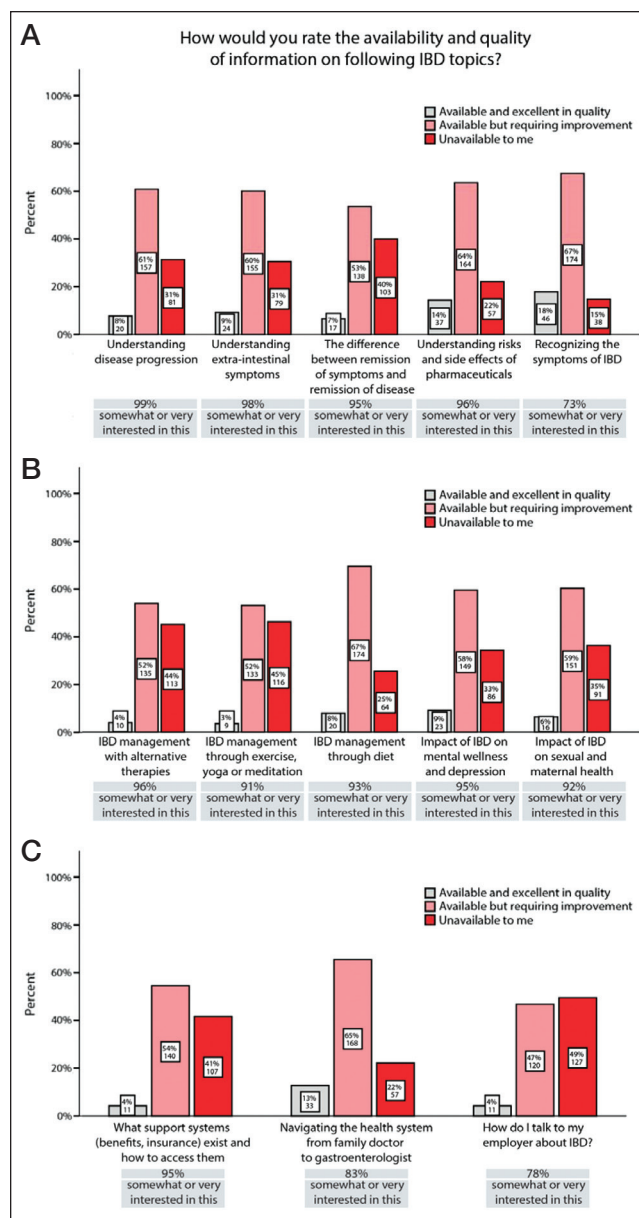 A
How would you rate the availability and quality
of information on following IBD topics?
100%
80%
60%
40%
20%
0%
Percent
Available and excellent in quality
Available but requiring improvement
Unavailable to me
8%
20
61%
157
31%
81
9%
24
60%
155
31%
79
7%
17
53%
138
40%
103
14%
37
64%
164
22%
57
18%
46
67%
174
15%
38
Understanding
disease progression
Understanding
extra-intestinal
symptoms
The difference
between remission
of symptoms and
remission of disease
Understanding risks
and side effects of
pharmaceuticals
Recognizing the
symptoms of IBD
99%
somewhat or very
interested in this
98%
somewhat or very
interested in this
95%
somewhat or very
interested in this
96%
somewhat or very
interested in this
73%
somewhat or very
interested in this
B
100%
80%
60%
40%
20%
0%
Percent
Available and excellent in quality
Available but requiring improvement
Unavailable to me
4%
10
52%
135
44%
113
3%
9
52%
133
45%
116
8%
20
67%
174
25%
64
9%
23
58%
149
33%
86
6%
16
59%
151
35%
91
IBD management
with alternative
therapies
IBD management
through exercise,
yoga or meditation
IBD management
through diet
Impact of IBD on
mental wellness
and depression
Impact of IBD
on sexual and
maternal health
96%
somewhat or very
interested in this
91%
somewhat or very
interested in this
93%
somewhat or very
interested in this
95%
somewhat or very
interested in this
92%
somewhat or very
interested in this
C
100%
80%
60%
40%
20%
0%
Percent
Available and excellent in quality
Available but requiring improvement
Unavailable to me
4%
11
54%
140
41%
107
13%
33
65%
168
22%
57
4%
11
47%
120
49%
127
What support systems
(benefits, insurance) exist and
how to access them
Navigating the health system
from family doctor
to gastroenterologist
How do I talk to my
employer about IBD?
95%
somewhat or very
interested in this
83%
somewhat or very
interested in this
78%
somewhat or very
interested in this